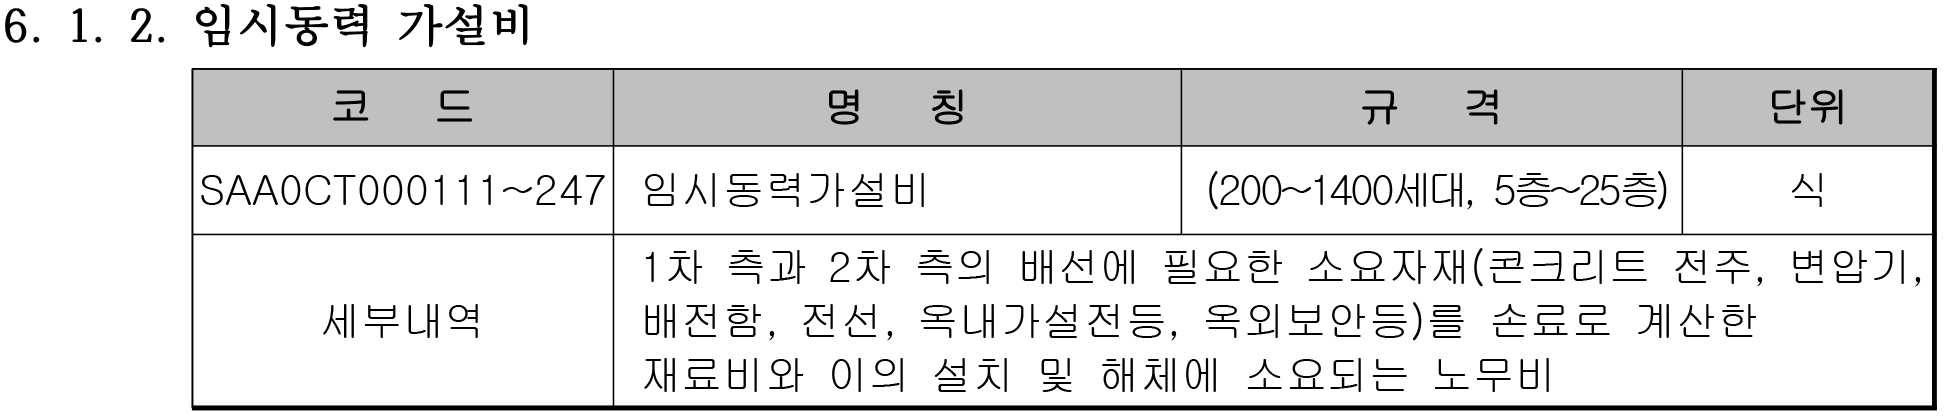 6. 1. 2. 임시동력 가설비
코 드 명 칭 규 격 단위
SAA0CT000111~247 임시동력가설비 (200~1400세대, 5층~25층) 식
세부내역
1차 측과 2차 측의 배선에 필요한 소요자재(콘크리트 전주, 변압기,
배전함, 전선, 옥내가설전등, 옥외보안등)를 손료로 계산한
재료비와 이의 설치 및 해체에 소요되는 노무비